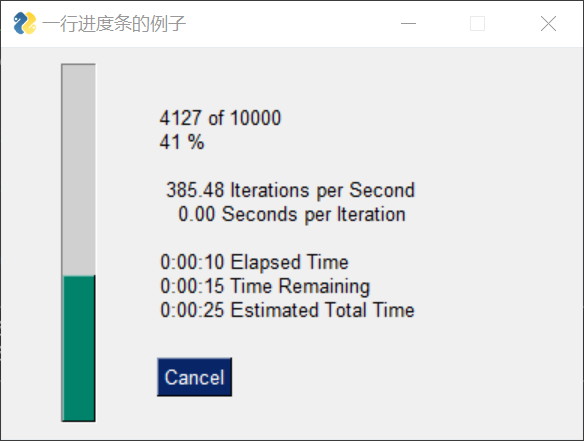 一行进度条的例子
4127 of 10000
41 %
385.48 Iterations per Second
0.00 Seconds per Iteration
0:00:10 Elapsed Time
0:00:15 Time Remaining
0:00:25 Estimated Total Time
Cancel